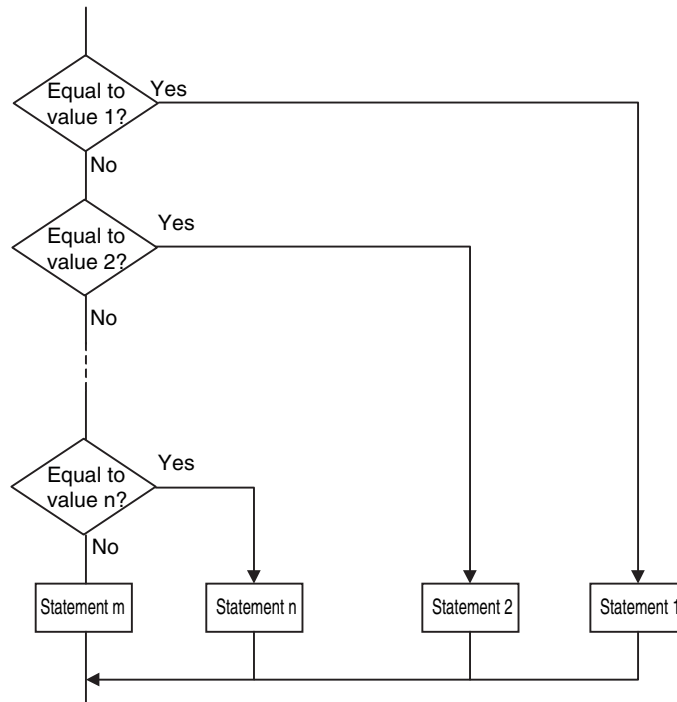 Equal to
value 1?
Yes
No
Equal to
value 2?
Yes
No
Equal to
value n?
Yes
No
Statement m
Statement n
Statement 2
Statement 1